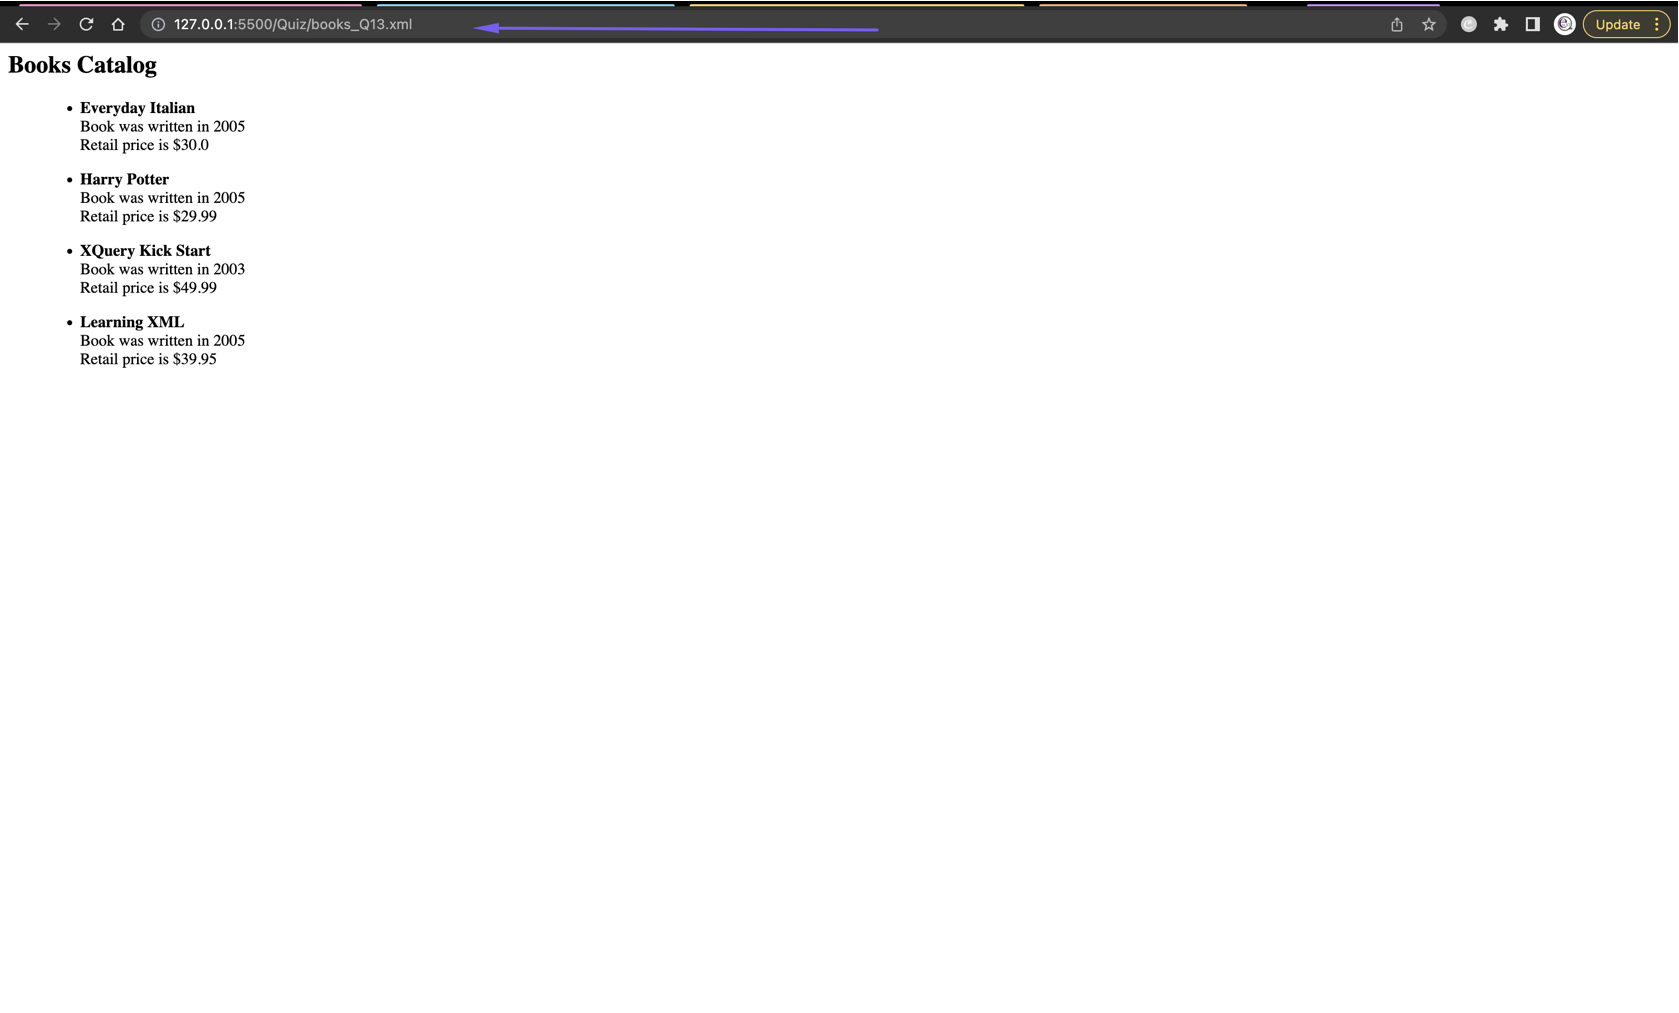 127.0.0.1:5500/Quiz/books_Q13.xml
Update
Books Catalog
• Everyday Italian
Book was written in 2005
Retail price is $30.0
• Harry Potter
Book was written in 2005
Retail price is $29.99
• XQuery Kick Start
Book was written in 2003
Retail price is $49.99
• Learning XML
Book was written in 2005
Retail price is $39.95